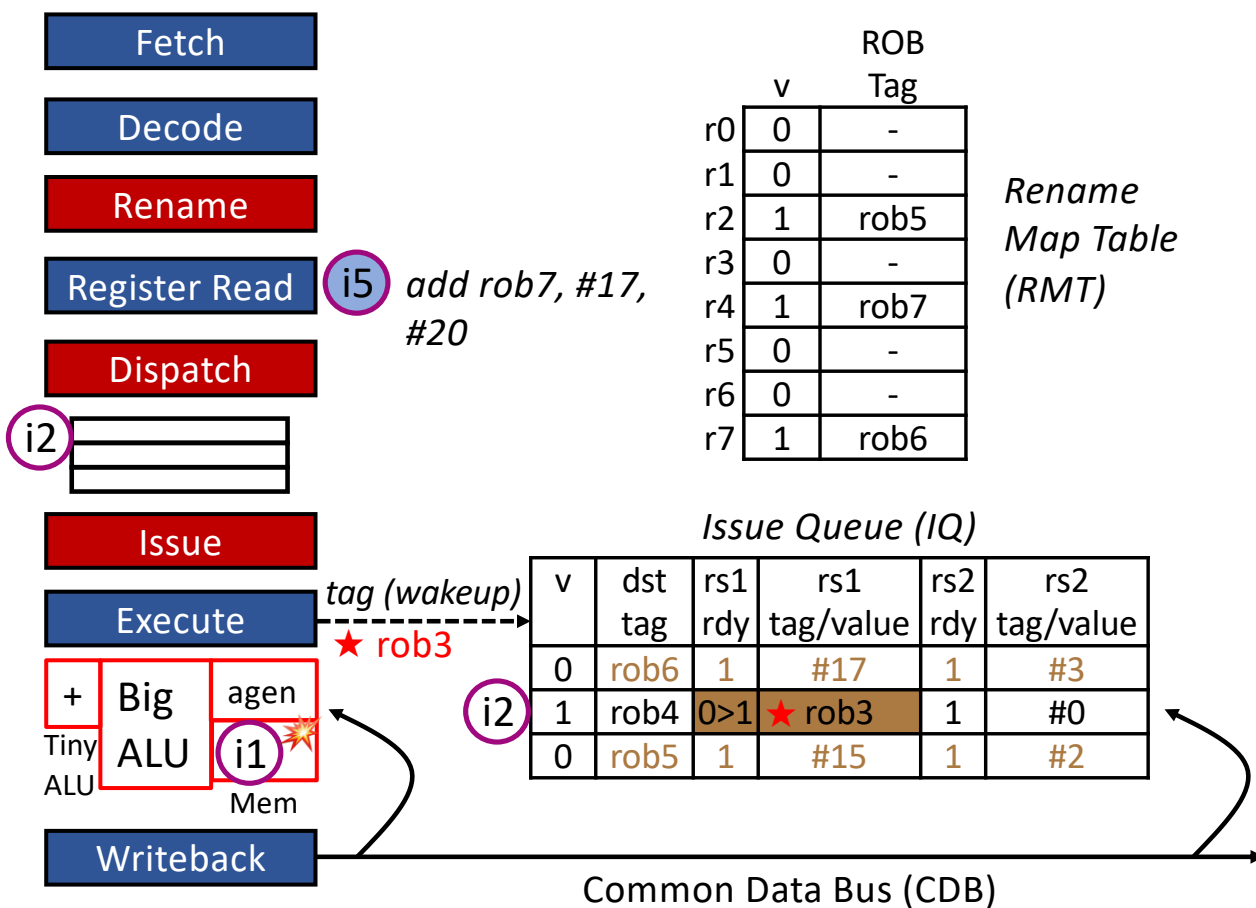 Fetch
Decode
Rename
Register Read
i5
add rob7, #17,
#20
Dispatch
i2
Issue
Execute
tag (wakeup)
★ rob3
+
Big
ALU
agen
Tiny
ALU
i1
Mem
Writeback
Common Data Bus (CDB)
ROB
v Tag
r0 0 -
r1 0 -
r2 1 rob5
r3 0 -
r4 1 rob7
r5 0 -
r6 0 -
r7 1 rob6
Rename
Map Table
(RMT)
Issue Queue (IQ)
v dst rs1 rs1 rs2 rs2
tag rdy tag/value rdy tag/value
0 rob6 1 #17 1 #3
i2 1 rob4 0>1 ★ rob3 1 #0
0 rob5 1 #15 1 #2